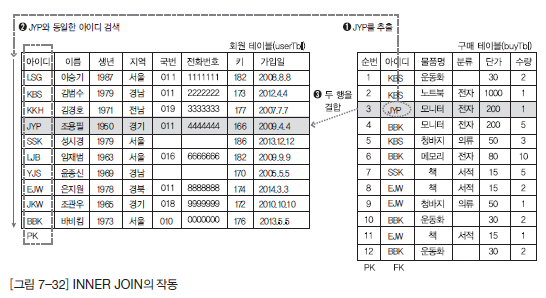 ❷ JYP와 동일한 아이디 검색
❶ JYP를 추출
회원 테이블(userTbl)
구매 테이블(buyTbl)
아이디 이름 생년 지역 국번 전화번호 키 가입일
LSG 이승기 1987 서울 011 1111111 182 2008.8.8
KBS 김범수 1979 경남 011 2222222 173 2012.4.4
KKH 김경호 1971 전남 019 3333333 177 2007.7.7
JYP 조용필 1950 경기 011 4444444 166 2009.4.4
SSK 성시경 1979 서울 186 2013.12.12
LJB 임재범 1963 서울 016 6666666 182 2009.9.9
YJS 윤종신 1969 경남 170 2005.5.5
EJW 은지원 1978 경북 011 8888888 174 2014.3.3
JKW 조관우 1965 경기 018 9999999 172 2010.10.10
BBK 바비킴 1973 서울 010 0000000 176 2013.5.5
PK
❸ 두 행을
결합
순번 아이디 물품명 분류 단가 수량
1 KBS 운동화 30 2
2 KBS 노트북 전자 1000 1
3 JYP 모니터 전자 200 1
4 BBK 모니터 전자 200 5
5 KBS 청바지 의류 50 3
6 BBK 메모리 전자 80 10
7 SSK 책 서적 15 5
8 EJW 책 서적 15 2
9 EJW 청바지 의류 50 1
10 BBK 운동화 30 2
11 EJW 책 서적 15 1
12 BBK 운동화 30 2
PK FK
[그림 7-32] INNER JOIN의 작동